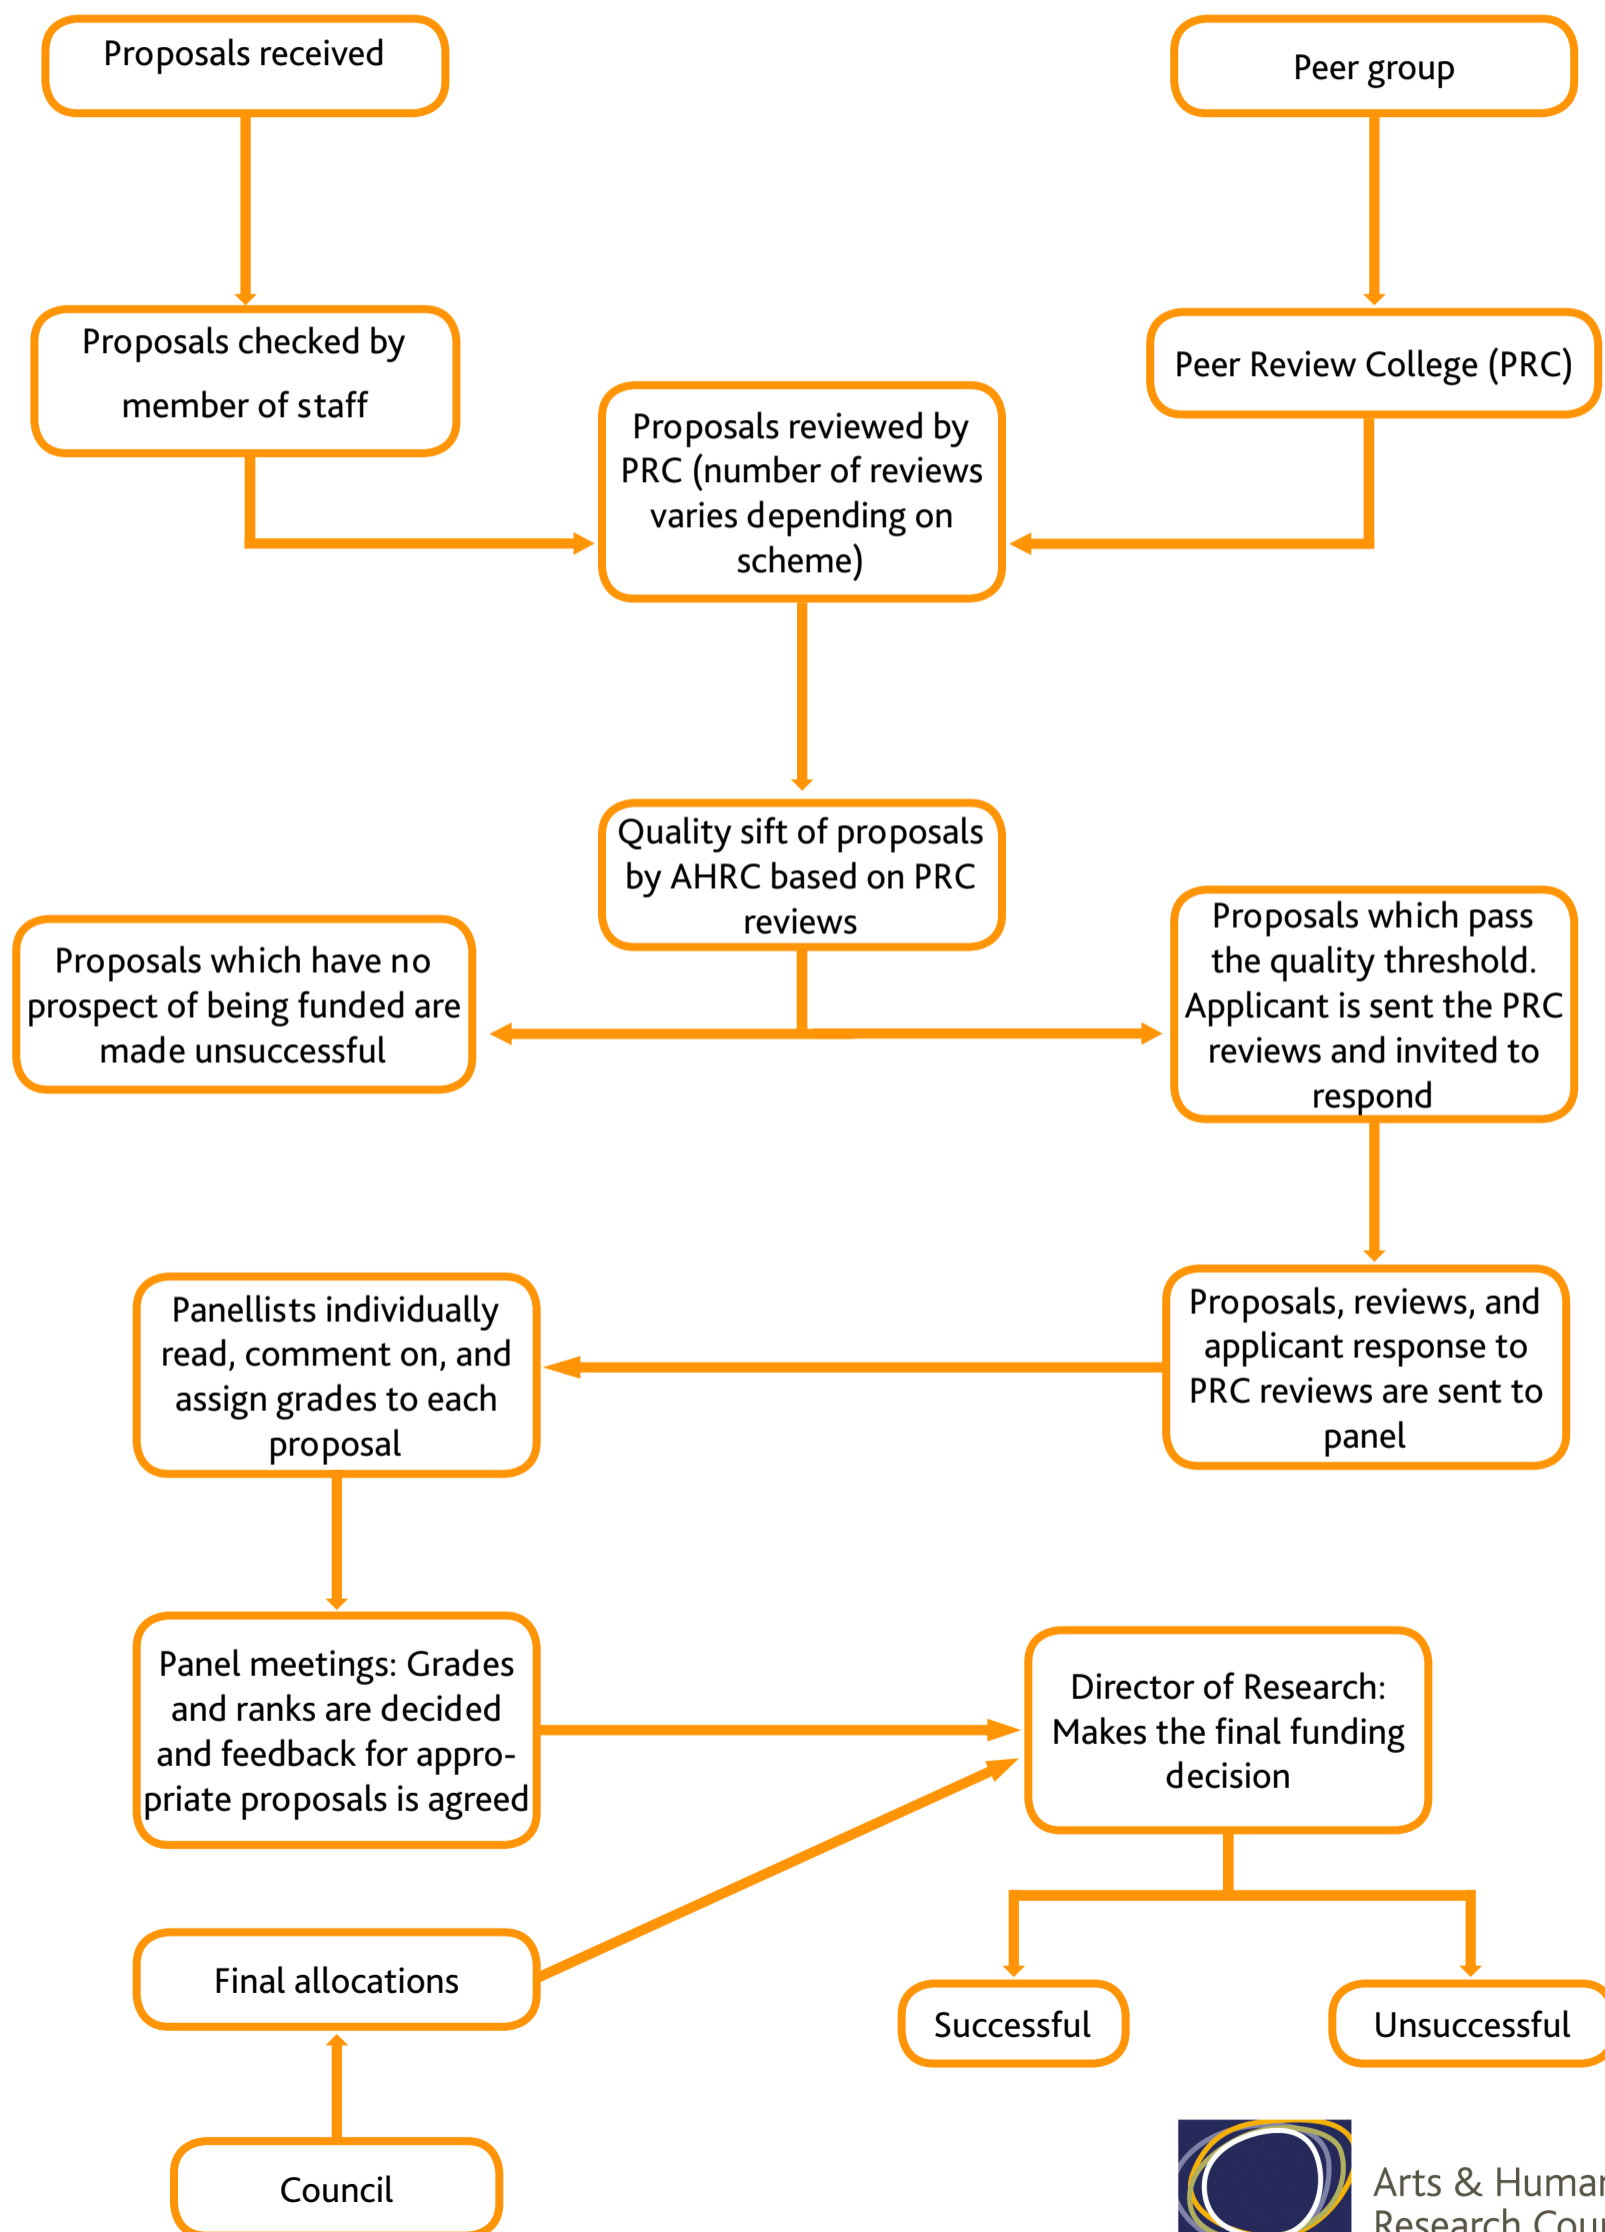 Proposals received
Peer group
Proposals checked by
member of staff
Peer Review College (PRC)
Proposals reviewed by
PRC (number of reviews
varies depending on
scheme)
Quality sift of proposals
by AHRC based on PRC
reviews
Proposals which have no
prospect of being funded are
made unsuccessful
Proposals which pass
the quality threshold.
Applicant is sent the PRC
reviews and invited to
respond
Proposals, reviews, and
applicant response to
PRC reviews are sent to
panel
Panellists individually
read, comment on, and
assign grades to each
proposal
Panel meetings: Grades
and ranks are decided
and feedback for appro-
priate proposals is agreed
Director of Research:
Makes the final funding
decision
Final allocations
Successful
Unsuccessful
Council
Arts &
Research